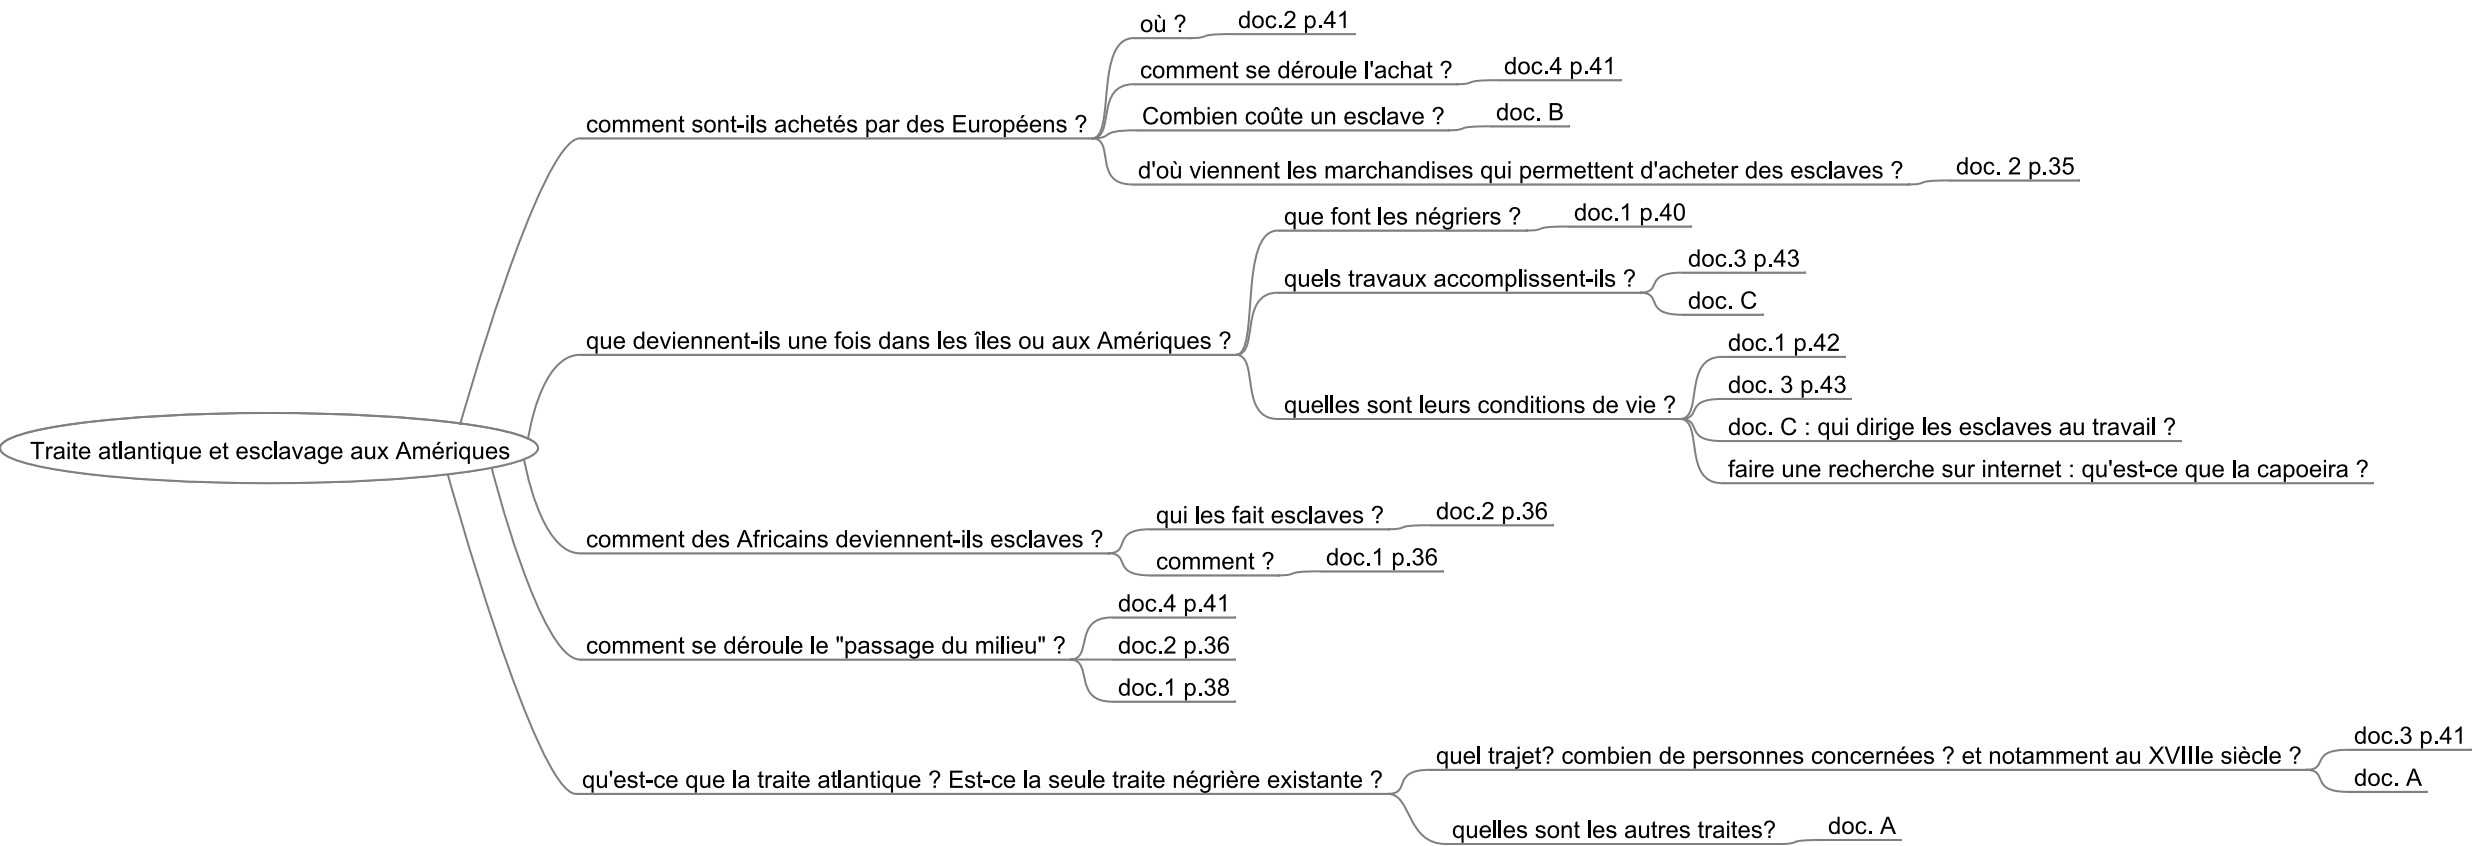 Traite atlantique et esclavage aux Amériques
comment sont-ils achetés par des Européens ?
où ?
doc.2 p.41
comment se déroule l'achat ?
doc.4 p.41
Combien coûte un esclave ?
doc. B
d'où viennent les marchandises qui permettent d'acheter des esclaves ?
doc. 2 p.35
que deviennent-ils une fois dans les îles ou aux Amériques ?
que font les négriers ?
doc.1 p.40
quels travaux accomplissent-ils ?
doc.3 p.43
doc. C
quelles sont leurs conditions de vie ?
doc.1 p.42
doc. 3 p.43
doc. C : qui dirige les esclaves au travail ?
faire une recherche sur internet : qu'est-ce que la capoeira ?
comment des Africains deviennent-ils esclaves ?
qui les fait esclaves ?
doc.2 p.36
comment ?
doc.1 p.36
comment se déroule le "passage du milieu" ?
doc.4 p.41
doc.2 p.36
doc.1 p.38
qu'est-ce que la traite atlantique ? Est-ce la seule traite négrière existante ?
quel trajet? combien de personnes concernées ? et notamment au XVIIIe siècle ?
doc.3 p.41
doc. A
quelles sont les autres traites?
doc. A